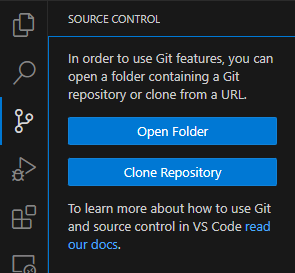 SOURCE CONTROL
In order to use Git features, you can
open a folder containing a Git
repository or clone from a URL.
Open Folder
Clone Repository
To learn more about how to use Git
and source control in VS Code read
our docs.